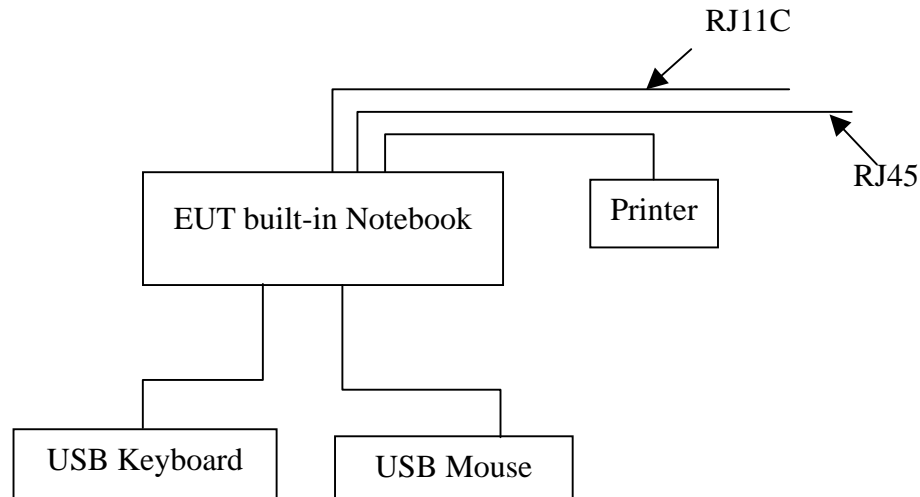 RJ11C
RJ45
EUT built-in Notebook
Printer
USB Keyboard
USB Mouse